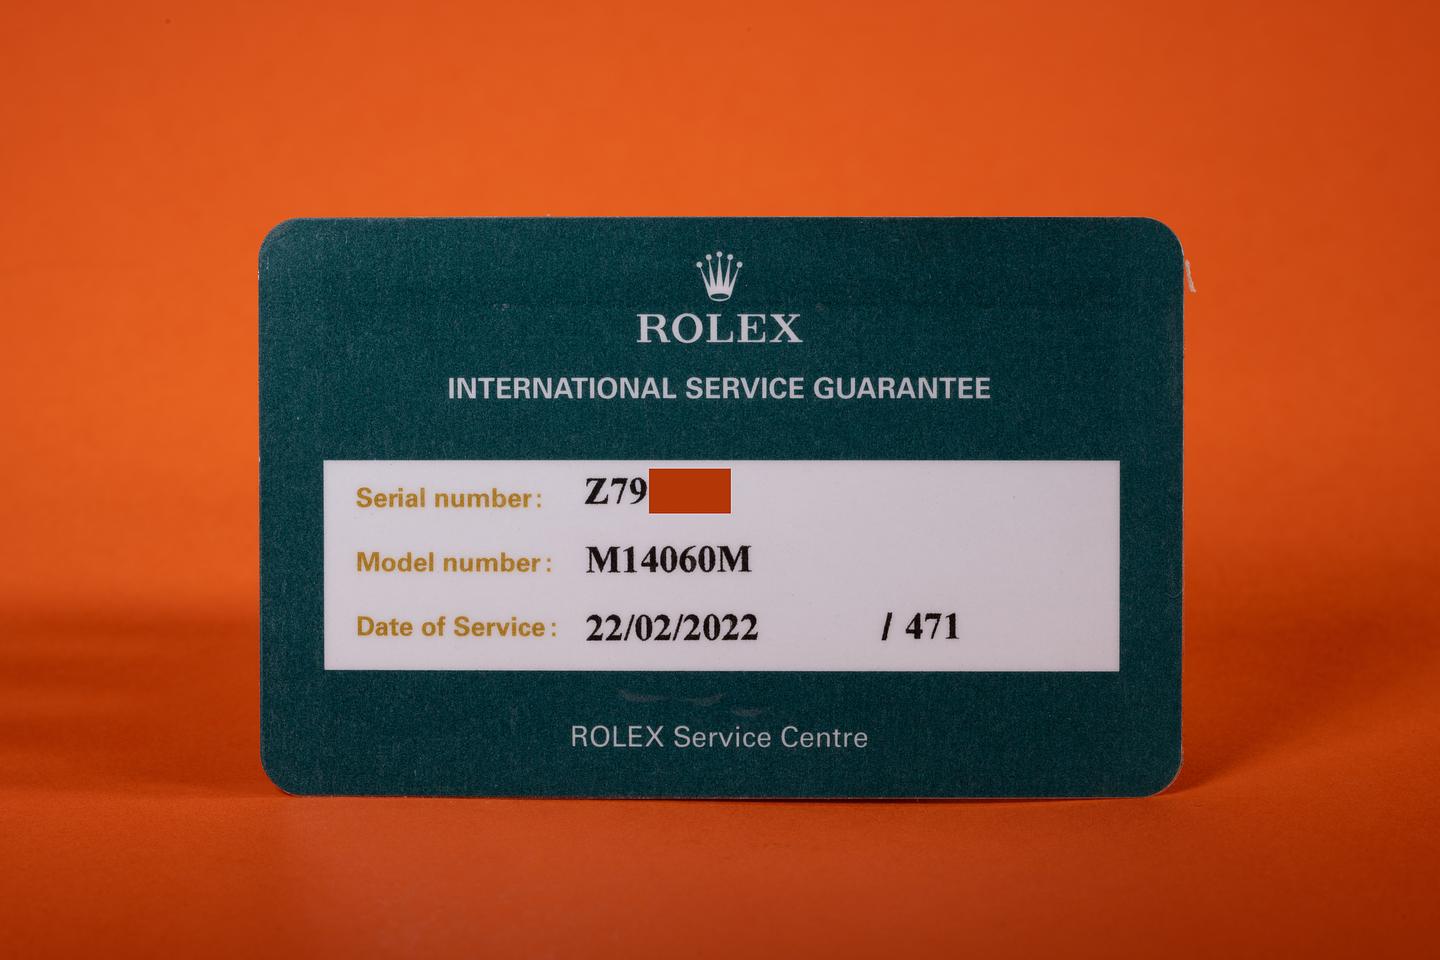 ROLEX
INTERNATIONAL SERVICE GUARANTEE
Serial number: Z79
Model number: M14060M
Date of Service: 22/02/2022 / 471
ROLEX Service Centre